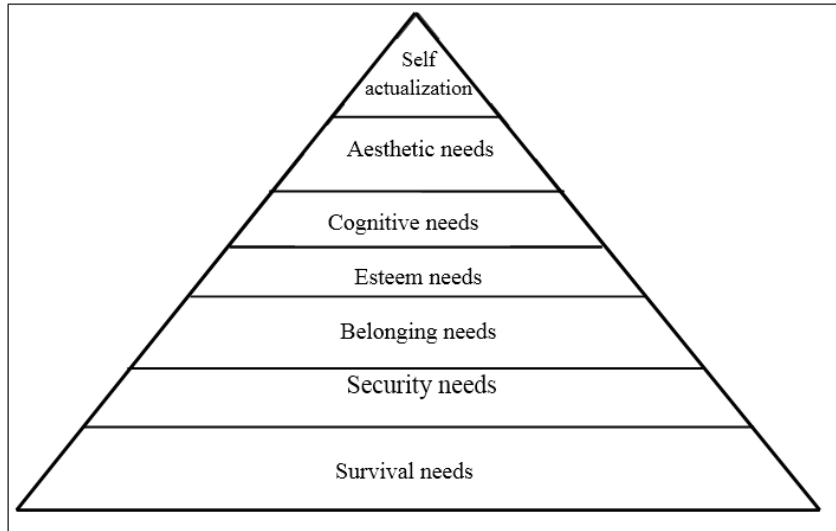 Self
actualization
Aesthetic needs
Cognitive needs
Esteem needs
Belonging needs
Security needs
Survival needs